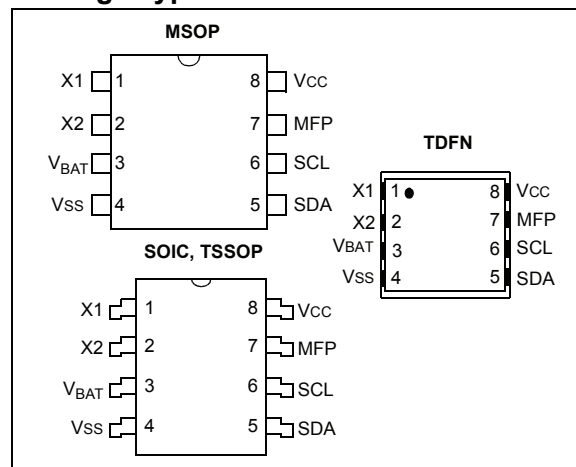 MSOP
X1 1 8 VCC
X2 2 7 MFP
VBAT 3 6 SCL
VSS 4 5 SDA
TDFN
X1 1 8 VCC
X2 2 7 MFP
VBAT 3 6 SCL
VSS 4 5 SDA
SOIC, TSSOP
X1 1 8 VCC
X2 2 7 MFP
VBAT 3 6 SCL
VSS 4 5 SDA